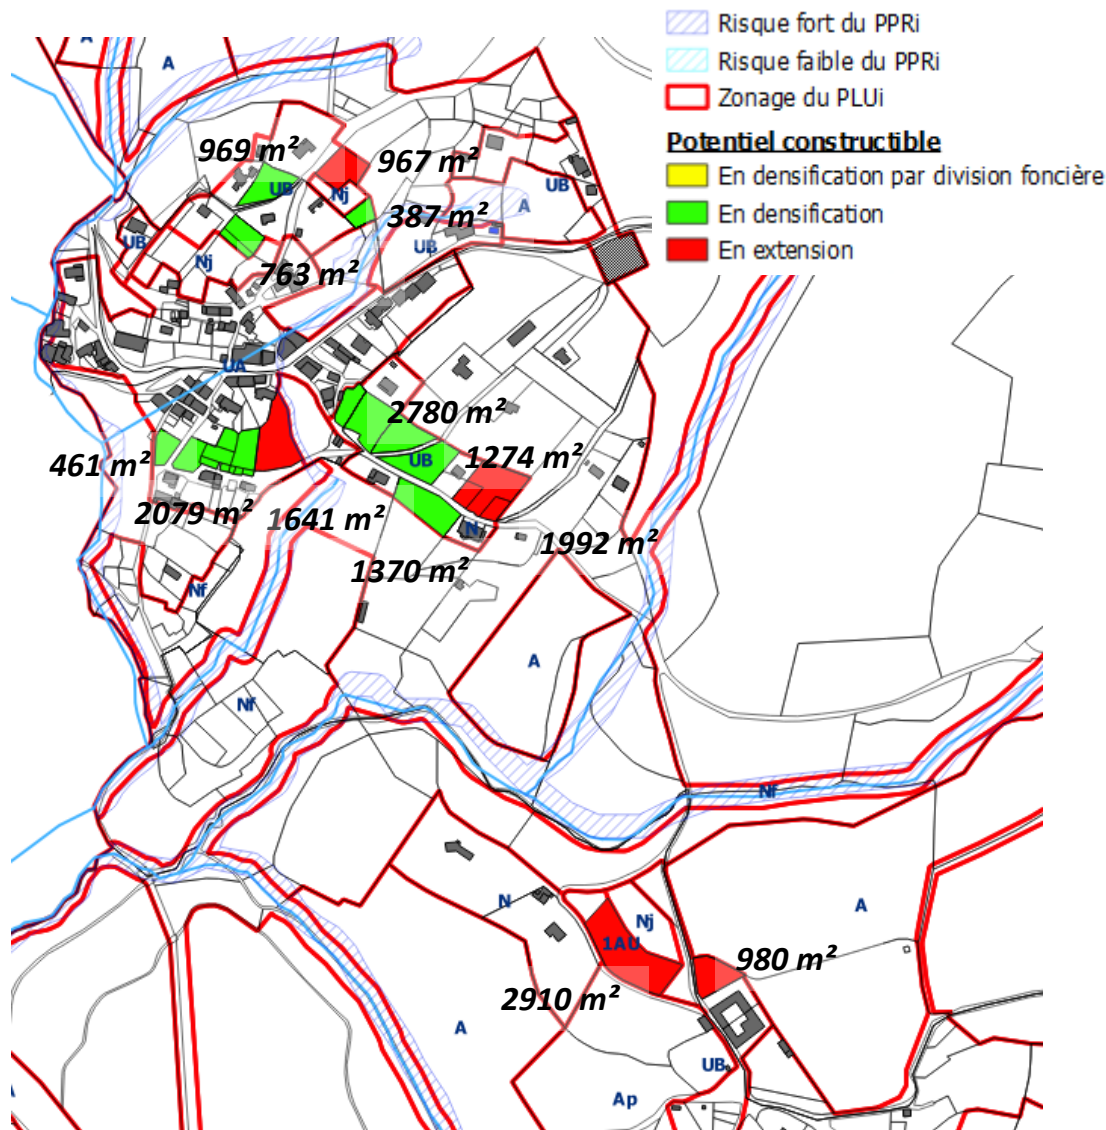 Risque fort du PPRi
Risque faible du PPRi
Zonage du PLUi
Potentiel constructible
En densification par division foncière
En densification
En extension
A
A
969 m²
967 m²
UB
Nj
UB
387 m²
A
UB
UB
Nj
763 m²
UA
2780 m²
461 m²
UB
1274 m²
2079 m²
1641 m²
N
1992 m²
1370 m²
Nf
A
Nf
Nf
N
Nj
A
1AU
980 m²
2910 m²
A
UB
Ap